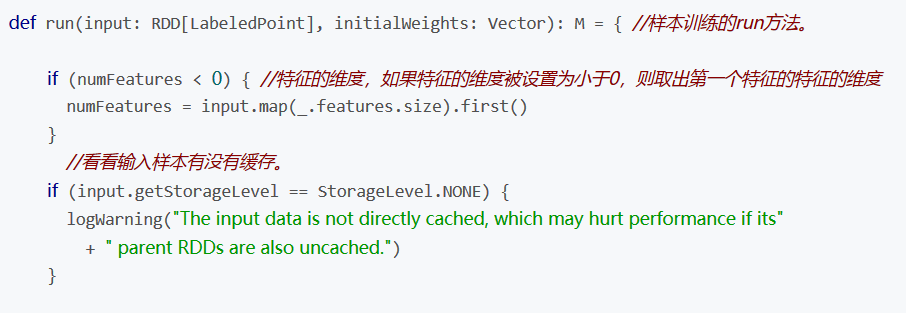 def run(input: RDD[LabeledPoint], initialWeights: Vector): M = { //样本训练的run方法。
if (numFeatures < 0) { //特征的维度，如果特征的维度被设置为小于0，则取出第一个特征的特征的维度
numFeatures = input.map(_.features.size).first()
}
//看看输入样本有没有缓存。
if (input.getStorageLevel == StorageLevel.NONE) {
logWarning("The input data is not directly cached, which may hurt performance if its"
+ " parent RDDs are also uncached.")
}